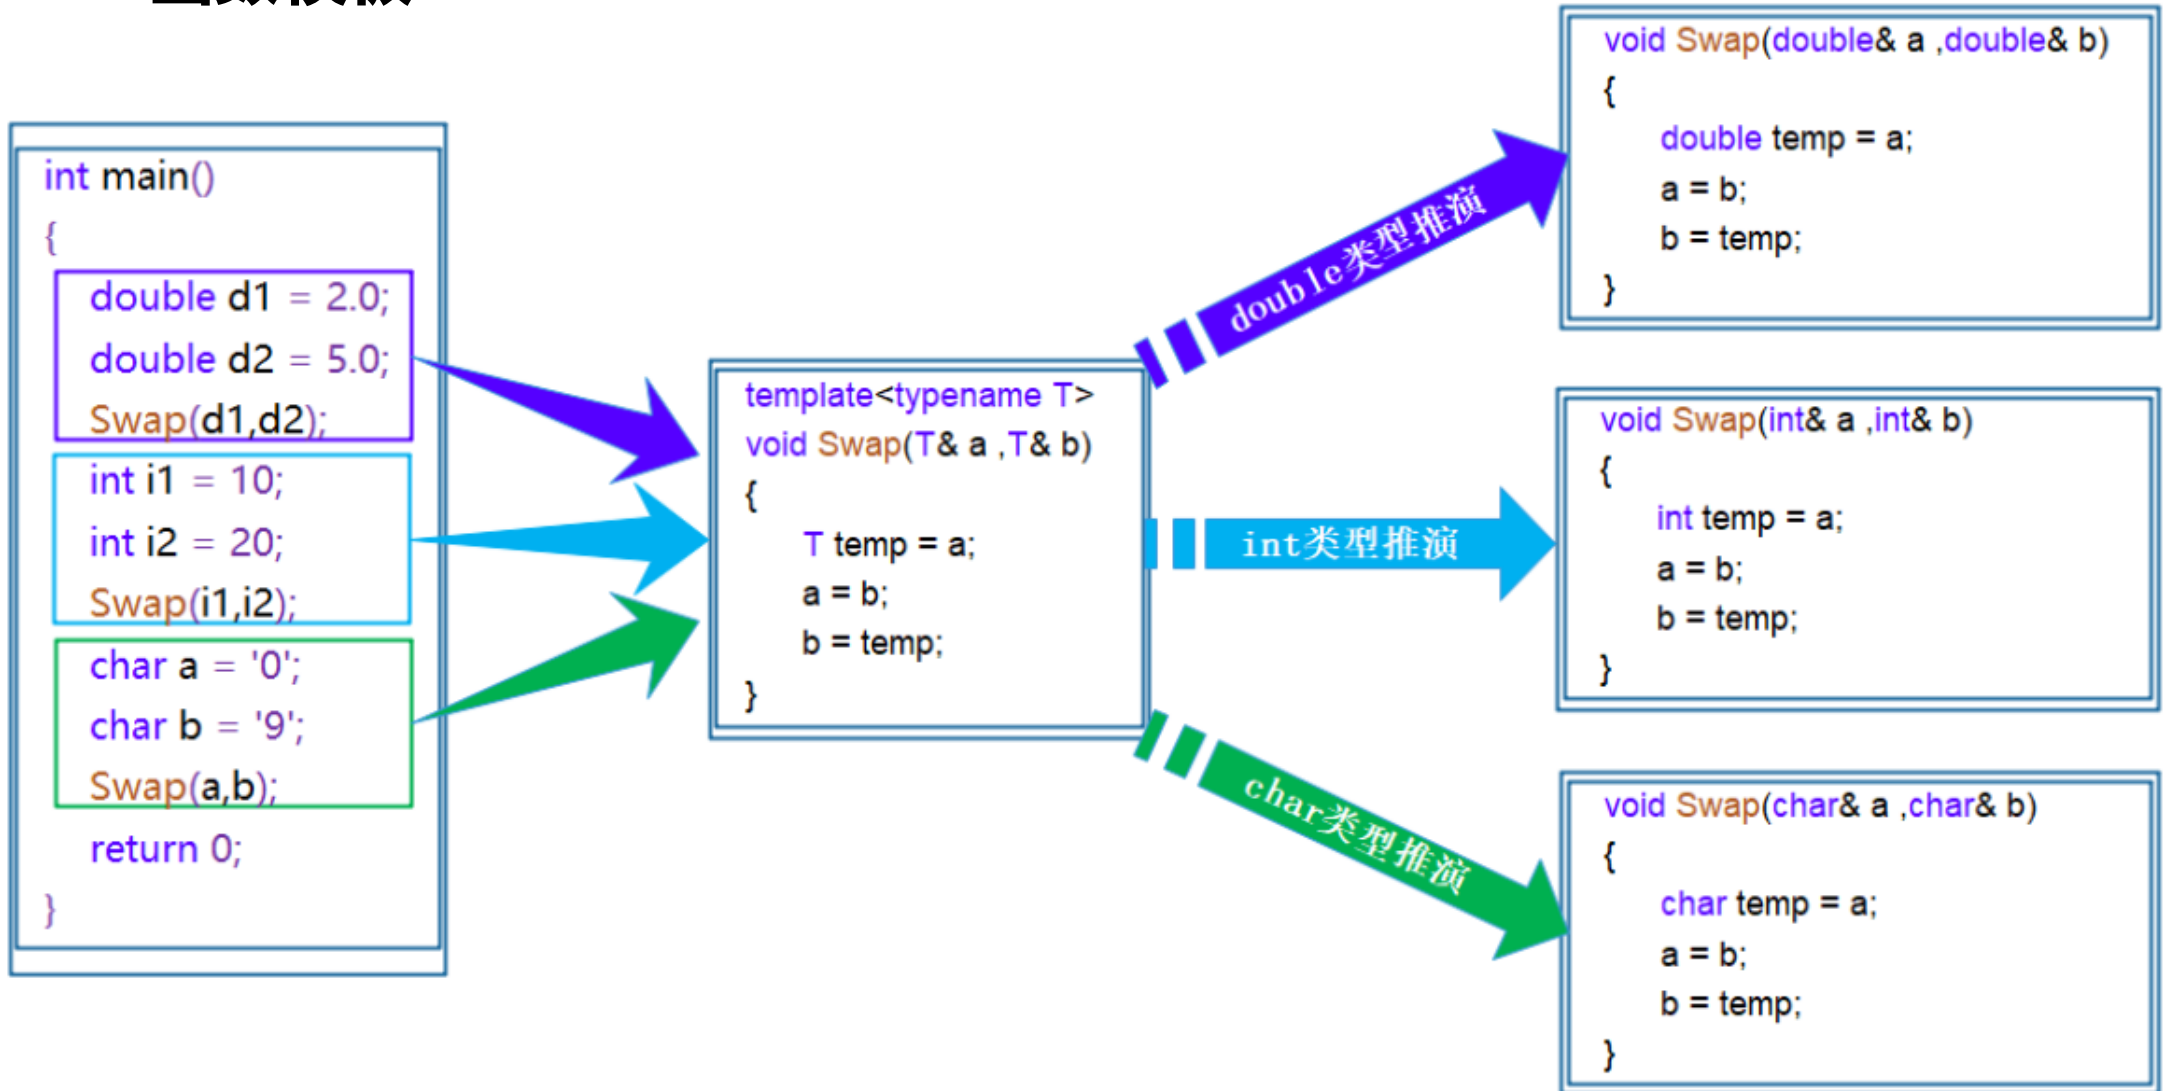 函数模板
int main()
{
double d1 = 2.0;
double d2 = 5.0;
Swap(d1,d2);
int i1 = 10;
int i2 = 20;
Swap(i1,i2);
char a = '0';
char b = '9';
Swap(a,b);
return 0;
}
template<typename T>
void Swap(T& a ,T& b)
{
T temp = a;
a = b;
b = temp;
}
double类型推演
int类型推演
char类型推演
void Swap(double& a ,double& b)
{
double temp = a;
a = b;
b = temp;
}
void Swap(int& a ,int& b)
{
int temp = a;
a = b;
b = temp;
}
void Swap(char& a ,char& b)
{
char temp = a;
a = b;
b = temp;
}